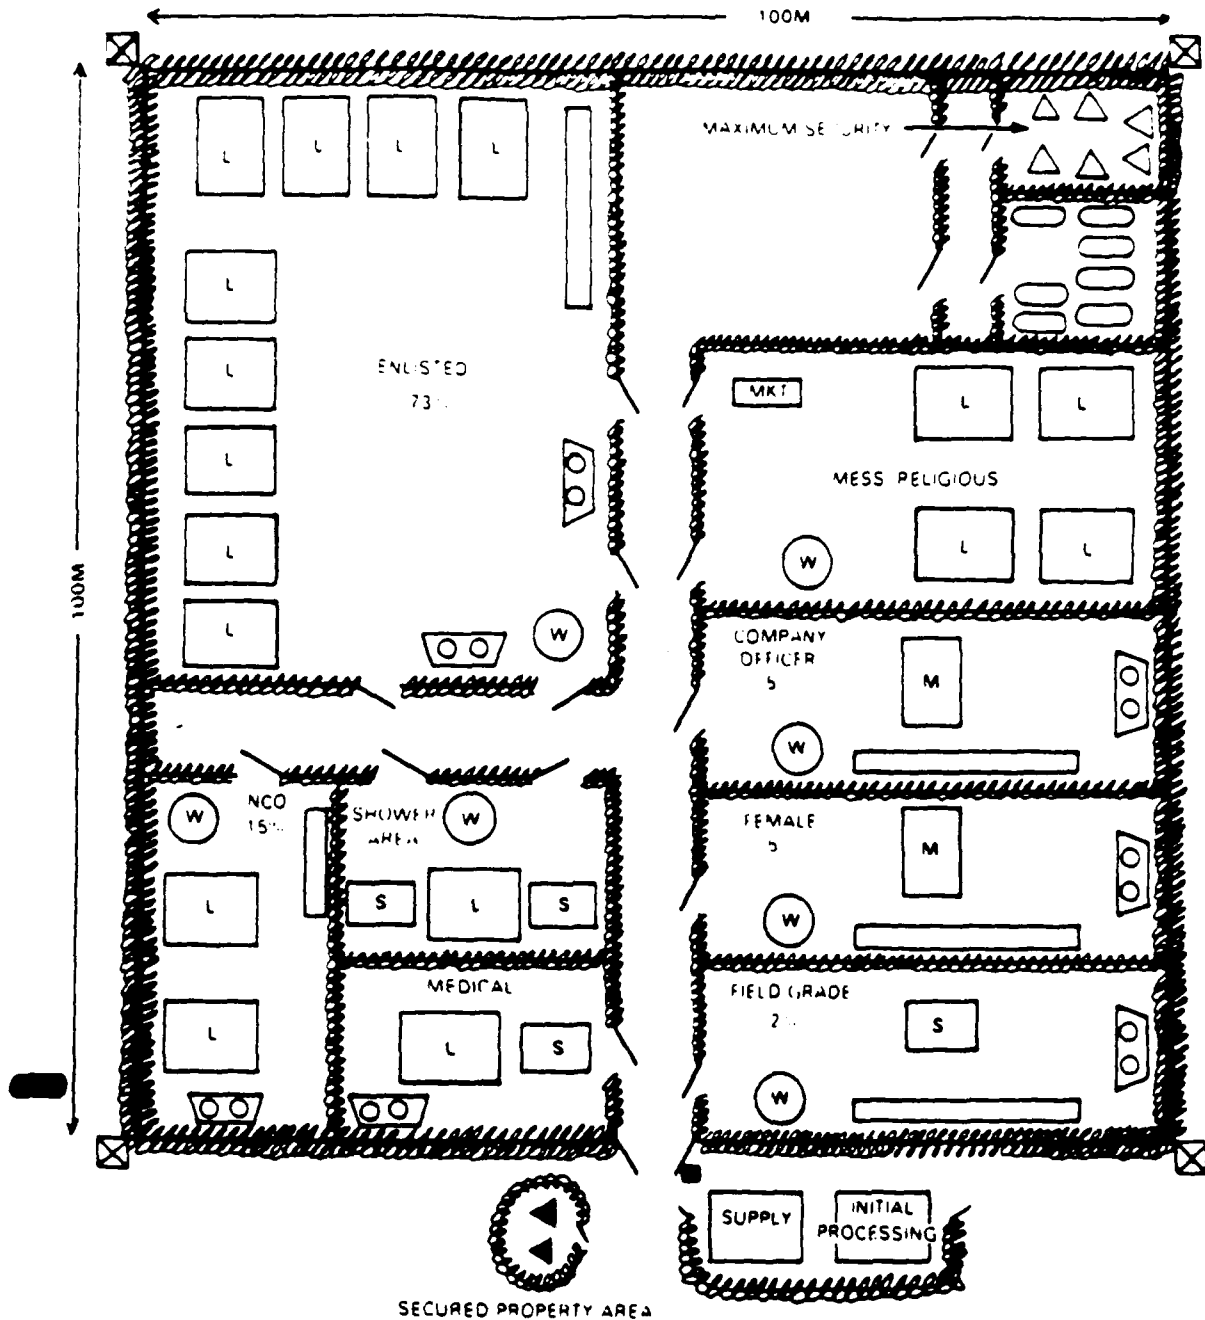 100M
MAXIMUM SECURITY
L
L
L
L
L
ENLISTED
73%
MKT
L
L
L
MESS RELIGIOUS
L
100M
L
L
L
W
L
W
COMPANY
OFFICER
5
M
W
W
NCO
15%
SHOWER
AREA
W
FEMALE
5
M
L
S
L
S
W
MEDICAL
FIELD GRADE
2%
L
L
S
S
W
SUPPLY
INITIAL
PROCESSING
SECURED PROPERTY AREA